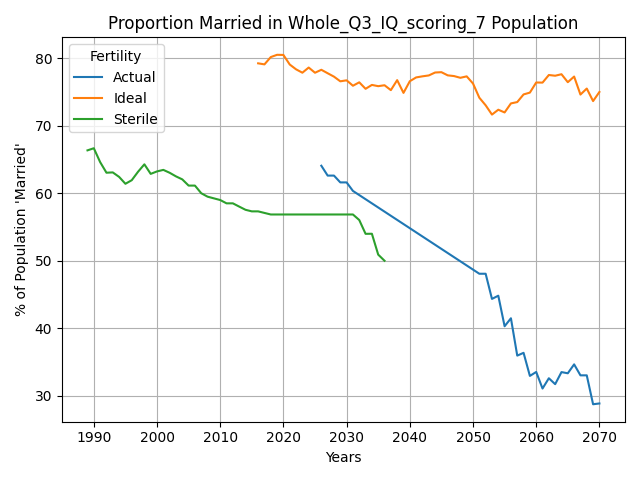 Proportion Married in Whole_Q3_IQ_scoring_7 Population
Fertility
Actual
Ideal
Sterile
% of Population 'Married'
80
70
60
50
40
30
1990 2000 2010 2020 2030 2040 2050 2060 2070
Years